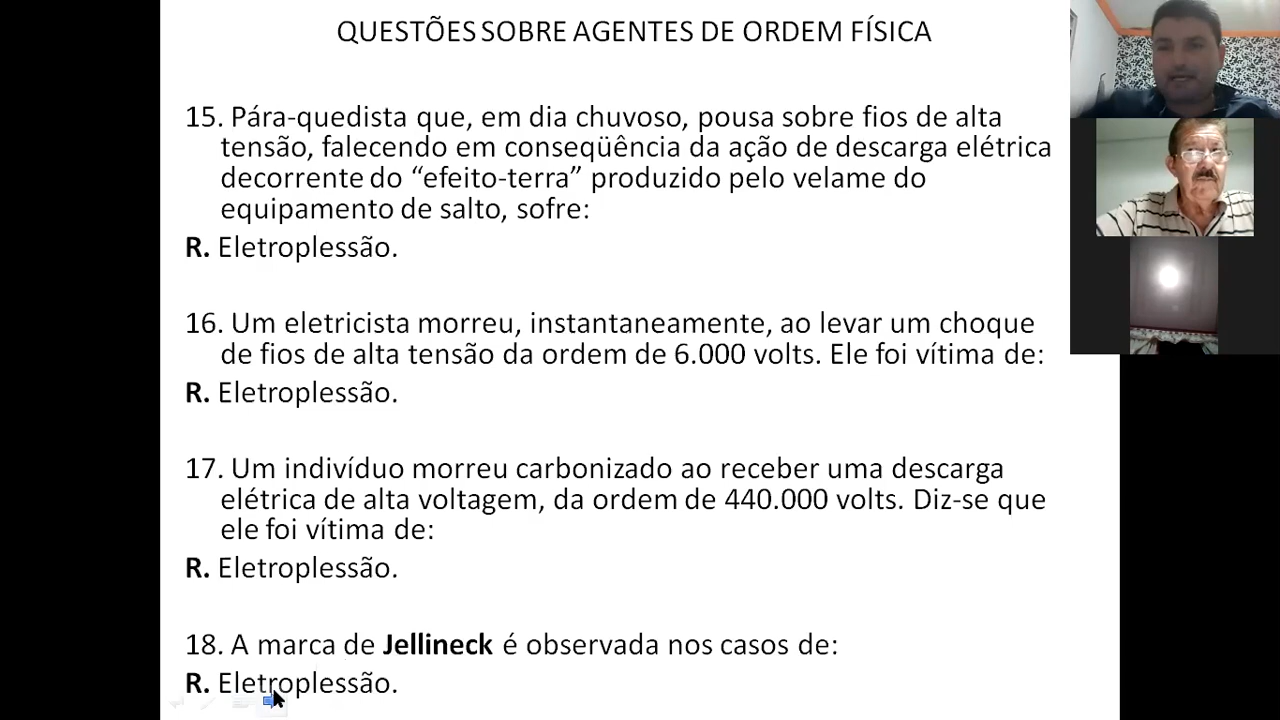 QUESTÕES SOBRE AGENTES DE ORDEM FÍSICA
15. Pára-quedista que, em dia chuvoso, pousa sobre fios de alta
tensão, falecendo em conseqüência da ação de descarga elétrica
decorrente do “efeito-terra” produzido pelo velame do
equipamento de salto, sofre:
R. Eletroplessão.
16. Um eletricista morreu, instantaneamente, ao levar um choque
de fios de alta tensão da ordem de 6.000 volts. Ele foi vítima de:
R. Eletroplessão.
17. Um indivíduo morreu carbonizado ao receber uma descarga
elétrica de alta voltagem, da ordem de 440.000 volts. Diz-se que
ele foi vítima de:
R. Eletroplessão.
18. A marca de Jellineck é observada nos casos de:
R. Eletroplessão.